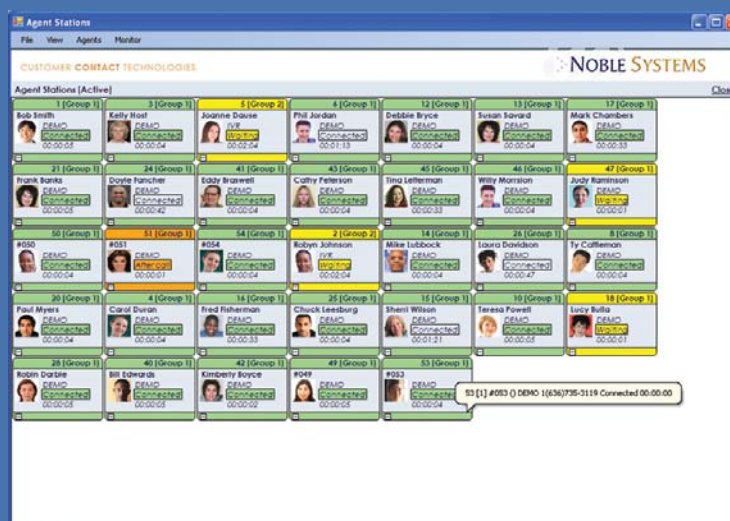 Agent Stations
File View Agents Monitor
CUSTOMER CONTACT TECHNOLOGIES
NOBLE SYSTEMS
Agent Stations [Active]
Close
1 [Group 1] 3 [Group 1] 5 [Group 2] 6 [Group 1] 12 [Group 1] 13 [Group 1] 17 [Group 1]
Bob Smith Kelly Host Joanne Dause Phil Jordan Debbie Bryce Susan Savard Mark Chambers
DEMO DEMO IVR DEMO DEMO DEMO DEMO
Connected Connected Waiting Connected Connected Connected Connected
00:00:05 00:00:04 00:02:04 00:01:13 00:00:04 00:00:04 00:00:33
21 [Group 1] 24 [Group 1] 41 [Group 1] 43 [Group 1] 45 [Group 1] 46 [Group 1] 47 [Group 1]
Frank Banks Doyle Fancher Eddy Braswell Cathy Peterson Tina Letterman Willy Morrsion Judy Raminson
DEMO DEMO DEMO DEMO DEMO DEMO DEMO
Connected Connected Connected Connected Connected Connected Waiting
00:00:05 00:00:42 00:00:04 00:00:04 00:00:33 00:00:04 00:00:01
50 [Group 1] 51 [Group 1] 54 [Group 1] 2 [Group 2] 14 [Group 1] 26 [Group 1] 8 [Group 1]
#050 #051 #054 Robyn Johnson Mike Lubbock Laura Davidson Ty Cattleman
DEMO DEMO DEMO IVR DEMO DEMO DEMO
Connected After call Connected Waiting Connected Connected Connected
00:00:04 00:00:01 00:00:04 00:02:04 00:00:04 00:00:47 00:00:04
20 [Group 1] 4 [Group 1] 16 [Group 1] 25 [Group 1] 15 [Group 1] 10 [Group 1] 18 [Group 1]
Paul Myers Carol Duran Fred Fisherman Chuck Leesburg Sherri Wilson Teresa Powell Lucy Bulla
DEMO DEMO DEMO DEMO DEMO DEMO DEMO
Connected Connected Connected Connected Connected Connected Waiting
00:00:04 00:00:04 00:00:33 00:00:04 00:01:21 00:00:05 00:00:01
28 [Group 1] 40 [Group 1] 42 [Group 1] 49 [Group 1] 53 [Group 1]
Robin Darbie Bill Edwards Kimberly Boyce #049 #053
DEMO DEMO DEMO DEMO DEMO
Connected Connected Connected Connected
00:00:05 00:00:05 00:00:02 00:00:05 00:00:04
53 [1] #053 () DEMO 1(636)735-3119 Connected 00:00:00